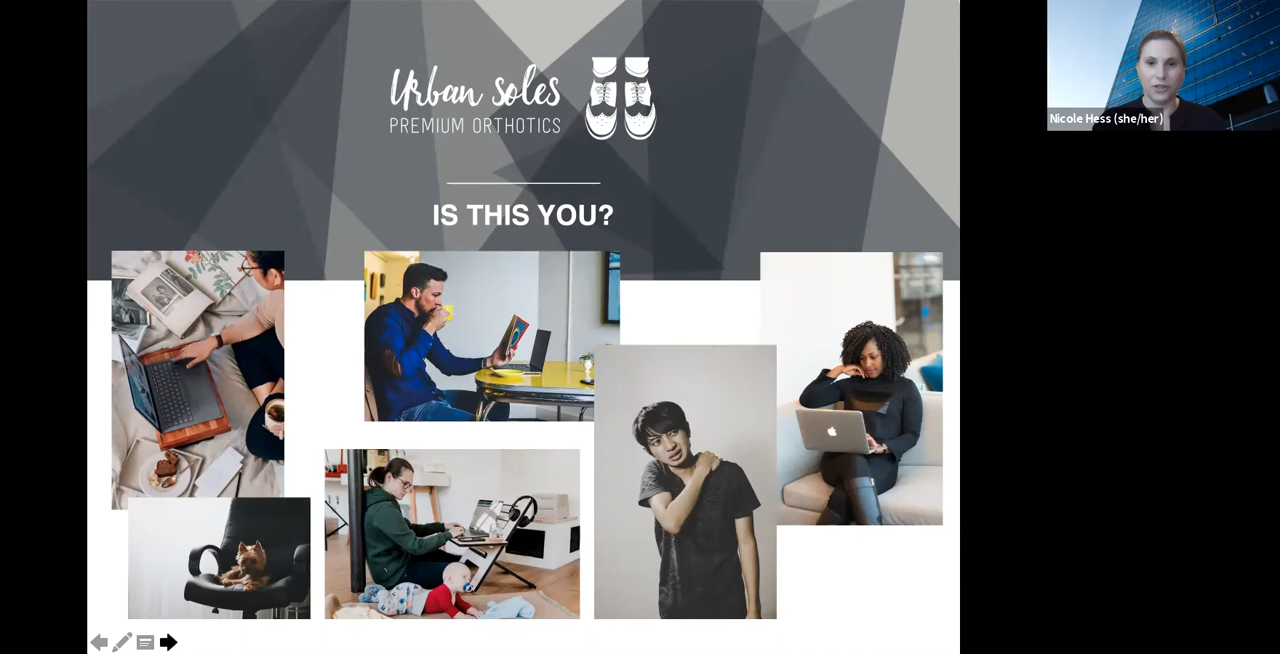 Urban soles
PREMIUM ORTHOTICS
IS THIS YOU?
Nicole Hess (she/her)